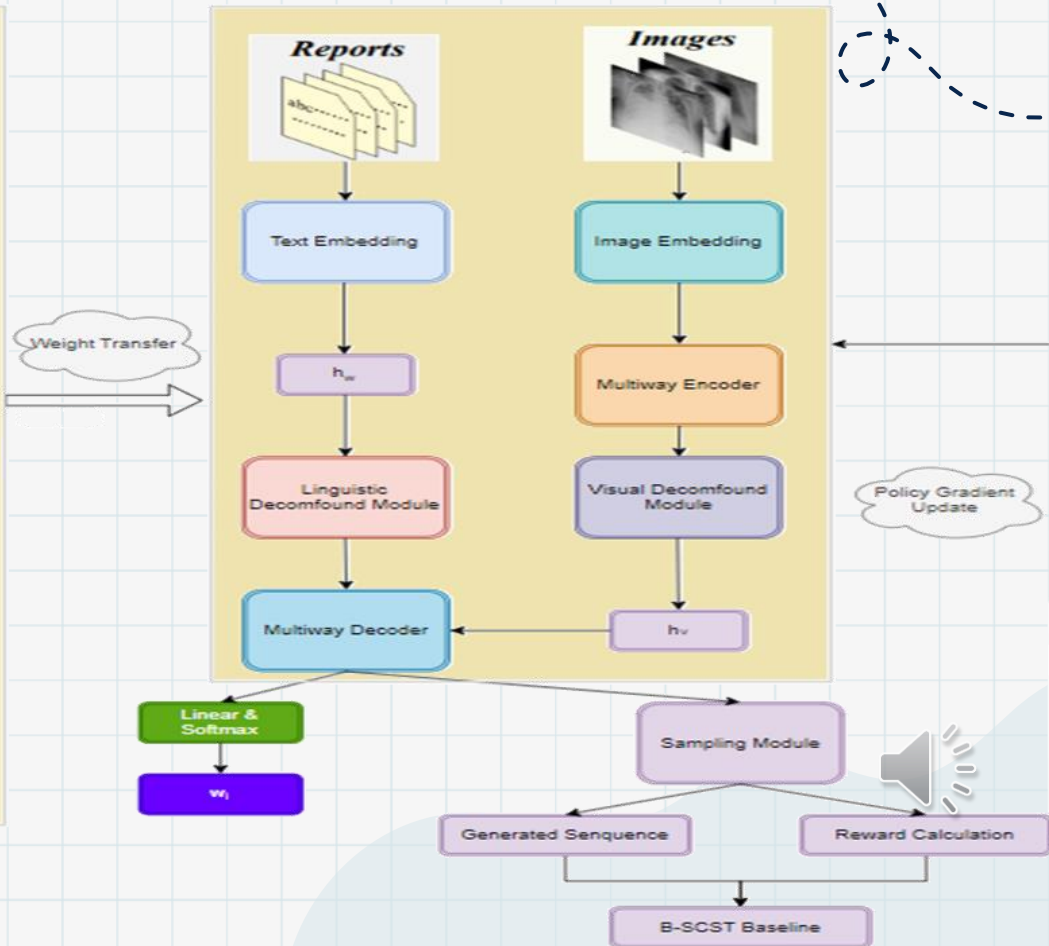 Reports
Images
abc
Text Embedding
Image Embedding
Weight Transfer
hw
Multiway Encoder
Linguistic
Decomfound Module
Visual Decomfound
Module
Policy Gradient
Update
Multiway Decoder
hv
Linear &
Softmax
Sampling Module
wi
Generated Senquence
Reward Calculation
B-SCST Baseline